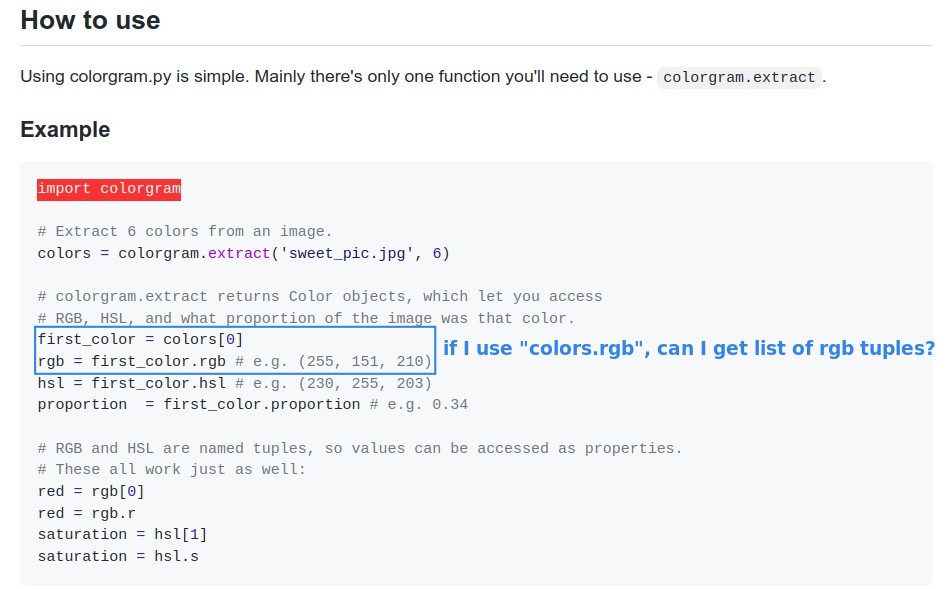 How to use
Using colorgram.py is simple. Mainly there's only one function you'll need to use - colorgram.extract.
Example
import colorgram
# Extract 6 colors from an image.
colors = colorgram.extract('sweet_pic.jpg', 6)
# colorgram.extract returns Color objects, which let you access
# RGB, HSL, and what proportion of the image was that color.
first_color = colors[0]
rgb = first_color.rgb # e.g. (255, 151, 210)
if I use "colors.rgb", can I get list of rgb tuples?
hsl = first_color.hsl # e.g. (230, 255, 203)
proportion  = first_color.proportion # e.g. 0.34
# RGB and HSL are named tuples, so values can be accessed as properties.
# These all work just as well:
red = rgb[0]
red = rgb.r
saturation = hsl[1]
saturation = hsl.s